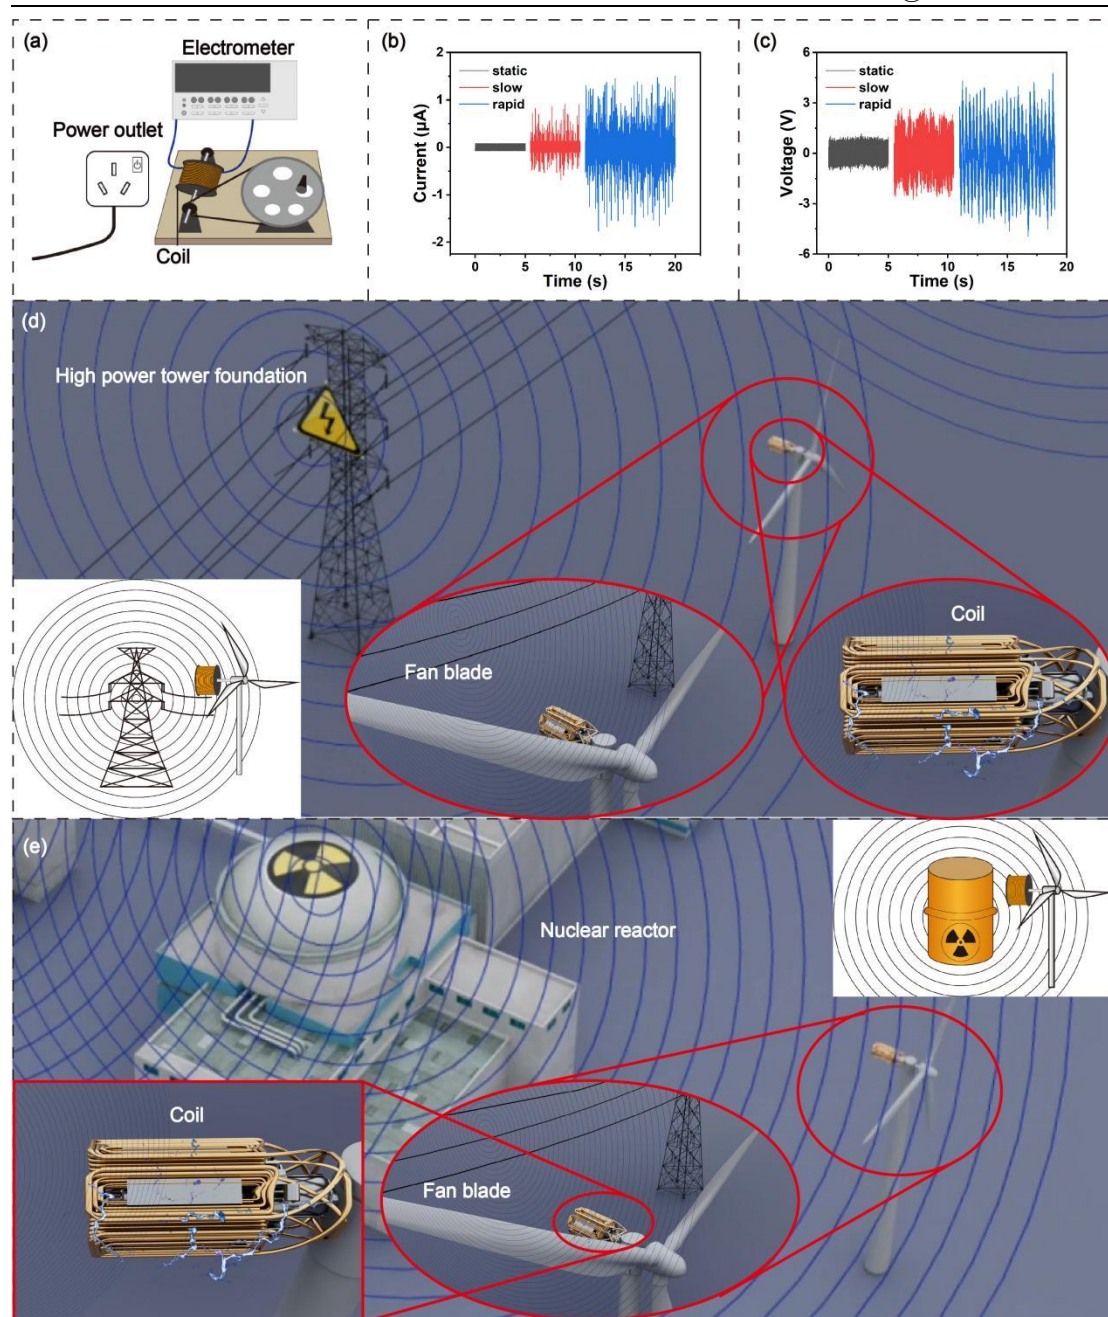 (a)
Electrometer
Power outlet
Coil
(b)
static
slow
rapid
Current (μA)
2
1
0
-1
-2
0 5 10 15 20
Time (s)
(c)
static
slow
rapid
Voltage (V)
6
3
0
-3
-6
0 5 10 15 20
Time (s)
(d)
High power tower foundation
Fan blade
Coil
(e)
Nuclear reactor
Coil
Fan blade